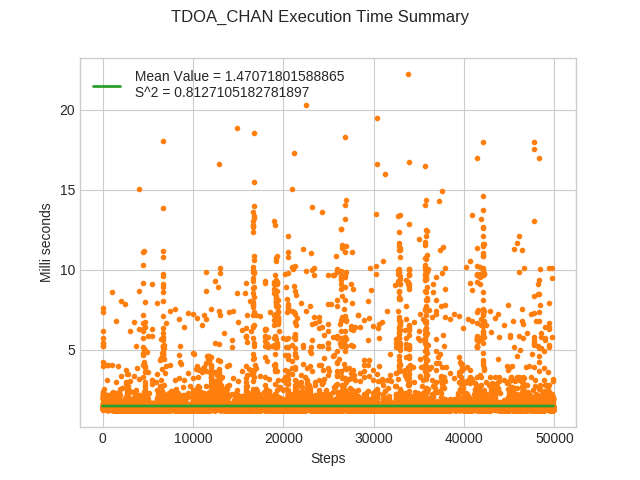 TDOA_CHAN Execution Time Summary
Mean Value = 1.47071801588865
S^2 = 0.8127105182781897
20
15
10
5
Milli seconds
0 10000 20000 30000 40000 50000
Steps